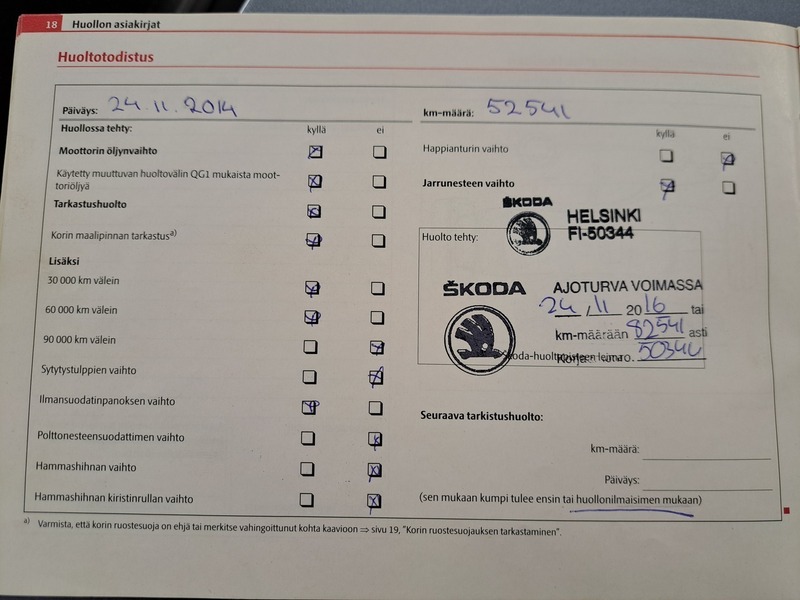 18 Huollon asiakirjat
Huoltotodistus
Päiväys: 24.11.2014
km-määrä: 52541
Huollossa tehty: kyllä ei
Moottorin öljynvaihto
Käytetty muuttuvan huoltovälin QG1 mukaista moot-
toriöljyä
Tarkastushuolto
Korin maalipinnan tarkastus a)
Lisäksi
30 000 km välein
60 000 km välein
90 000 km välein
Sytytystulppien vaihto
Ilmansuodatinpanoksen vaihto
Polttonesteensuodattimen vaihto
Hammashihnan vaihto
Hammashihnan kiristinrullan vaihto
kyllä ei
Happianturin vaihto
Jarrunesteen vaihto
ŠKODA
HELSINKI
FI-50344
Huolto tehty:
ŠKODA
AJOTURVA VOIMASSA
24 / 11 2016 tai
km-määrään 82541 asti
50344
Seuraava tarkistushuolto:
km-määrä:
Päiväys:
(sen mukaan kumpi tulee ensin tai huollonilmaisimen mukaan)
a) Varmista, että korin ruostesuoja on ehjä tai merkitse vahingoittunut kohta kaavioon ⇒ sivu 19, "Korin ruostesuojauksen tarkastaminen".